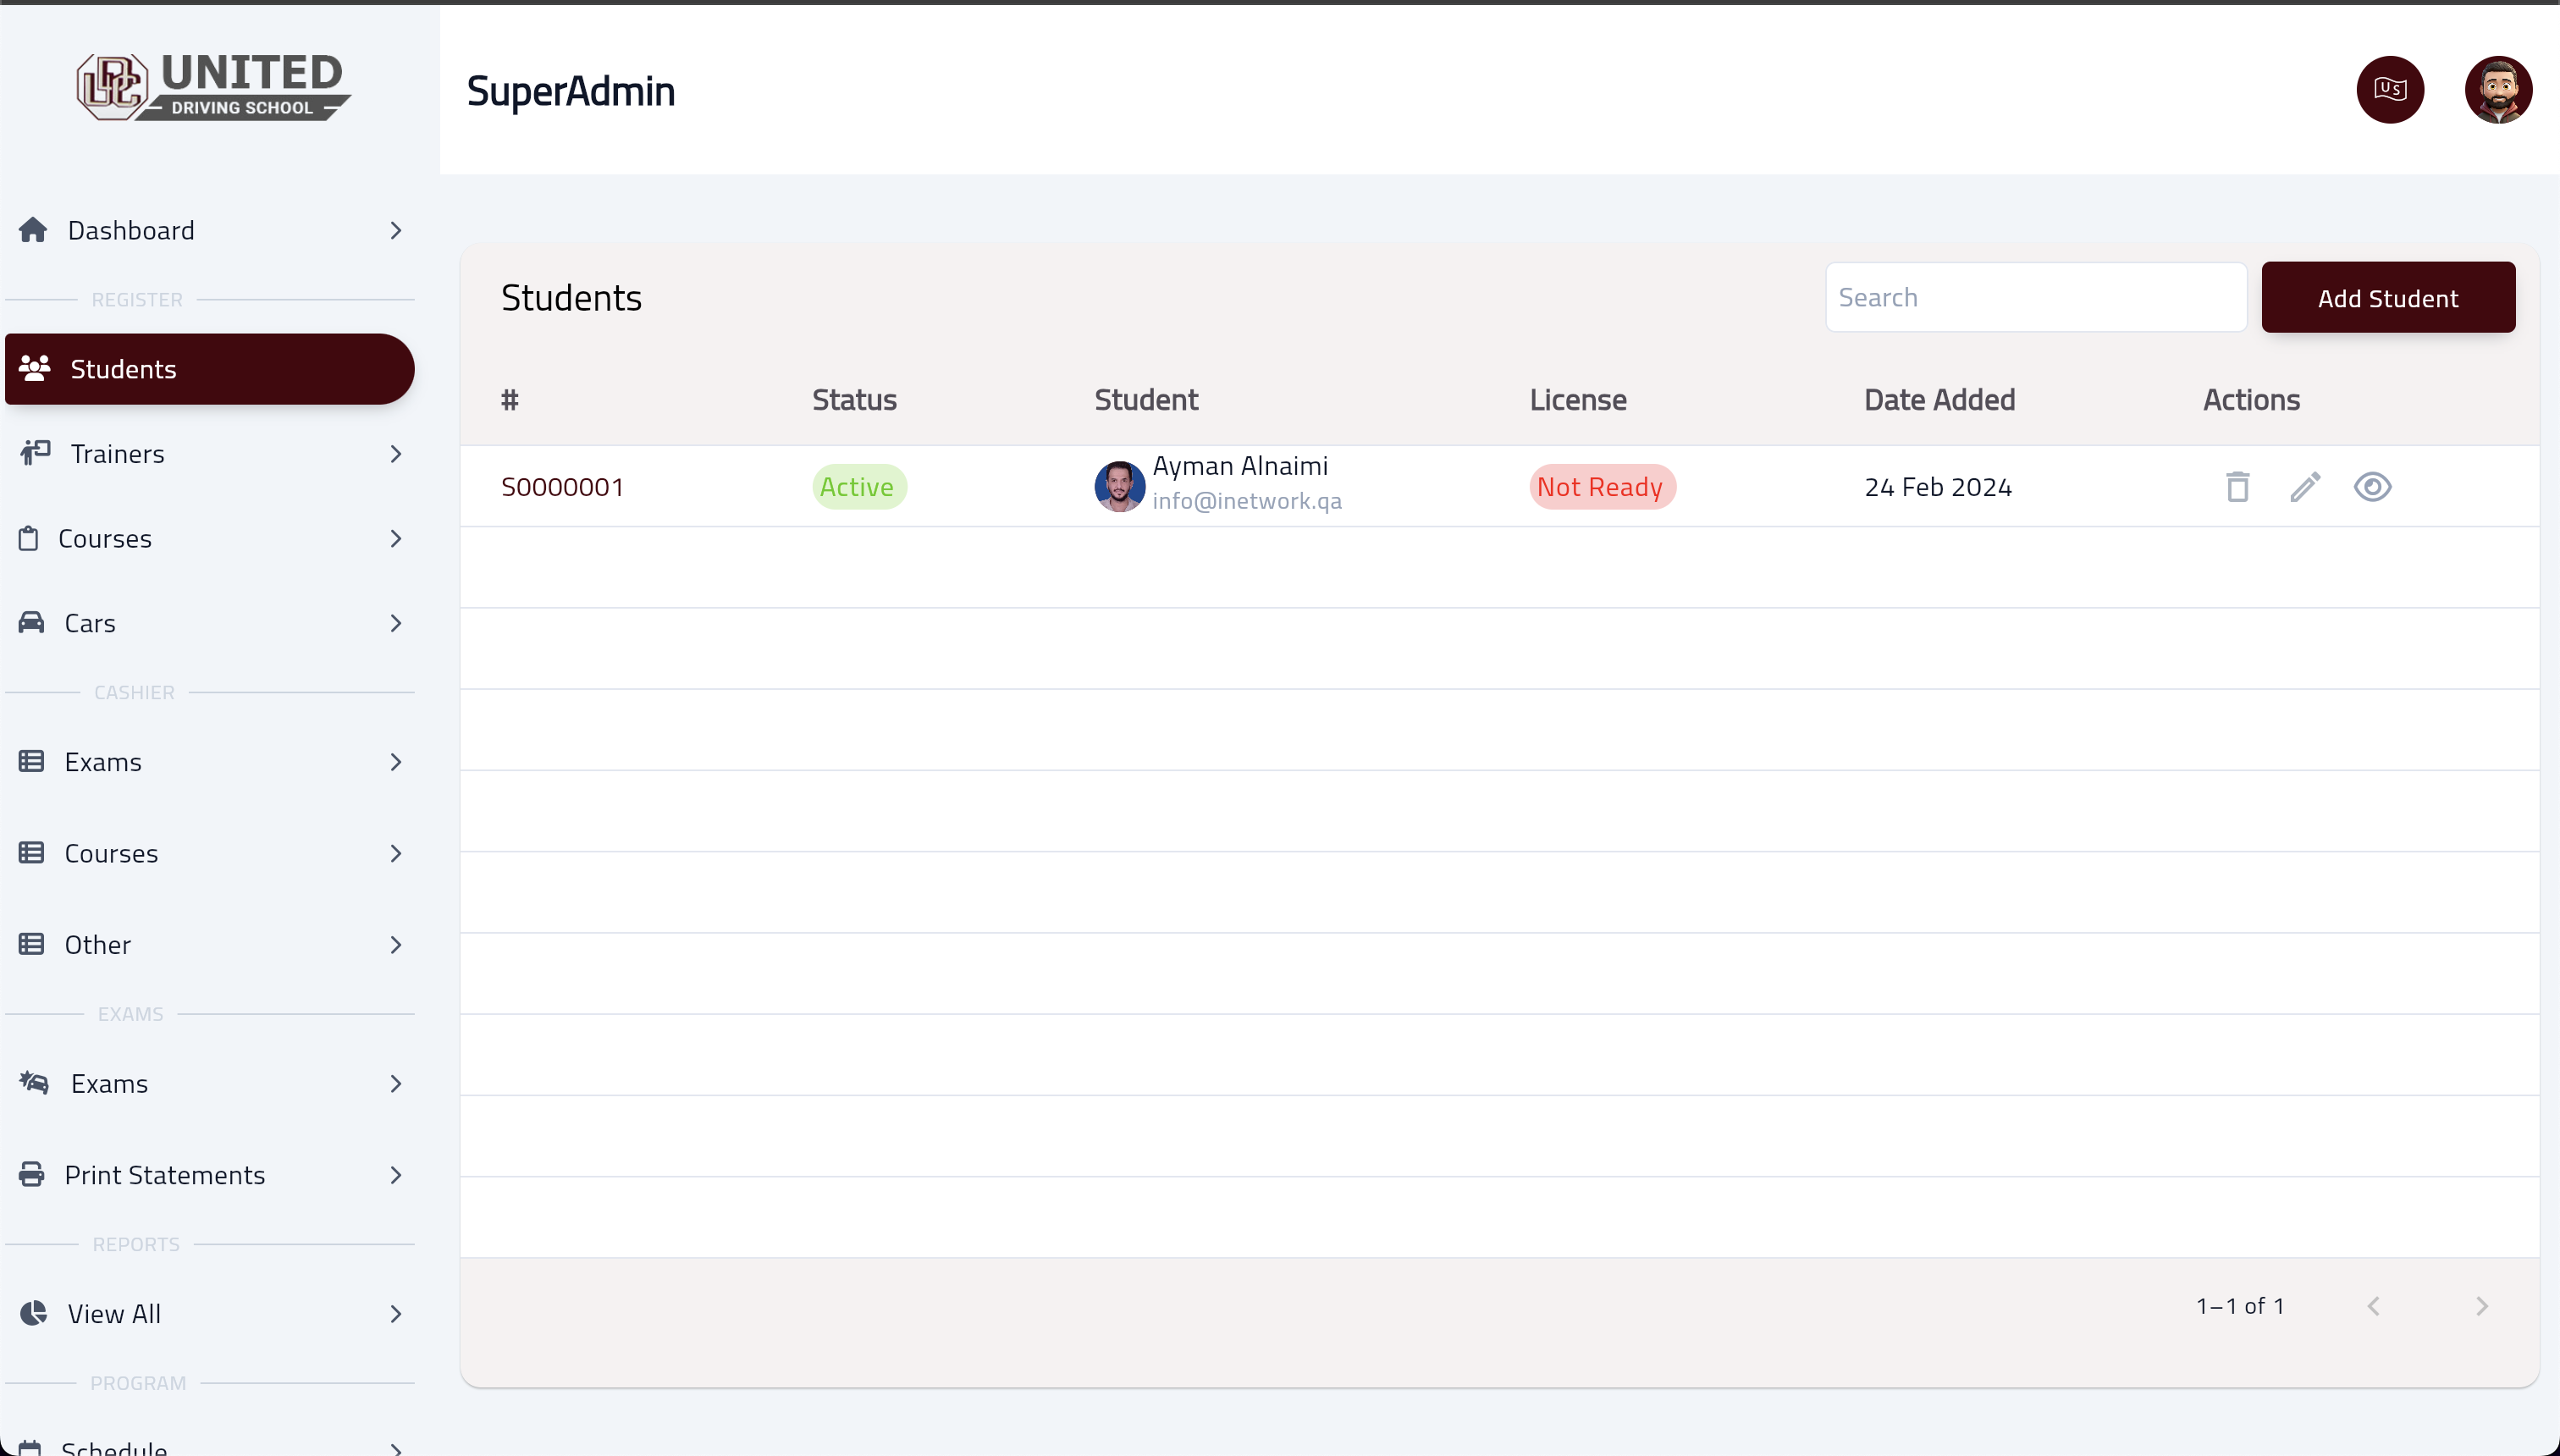 UNITED
DRIVING SCHOOL
SuperAdmin
US
Dashboard
REGISTER
Students
Trainers
Courses
Cars
CASHIER
Exams
Courses
Other
EXAMS
Exams
Print Statements
REPORTS
View All
PROGRAM
Schedule
Students
Search
Add Student
# Status Student License Date Added Actions
S0000001 Active Ayman Alnaimi Not Ready 24 Feb 2024
info@inetwork.qa
1–1 of 1